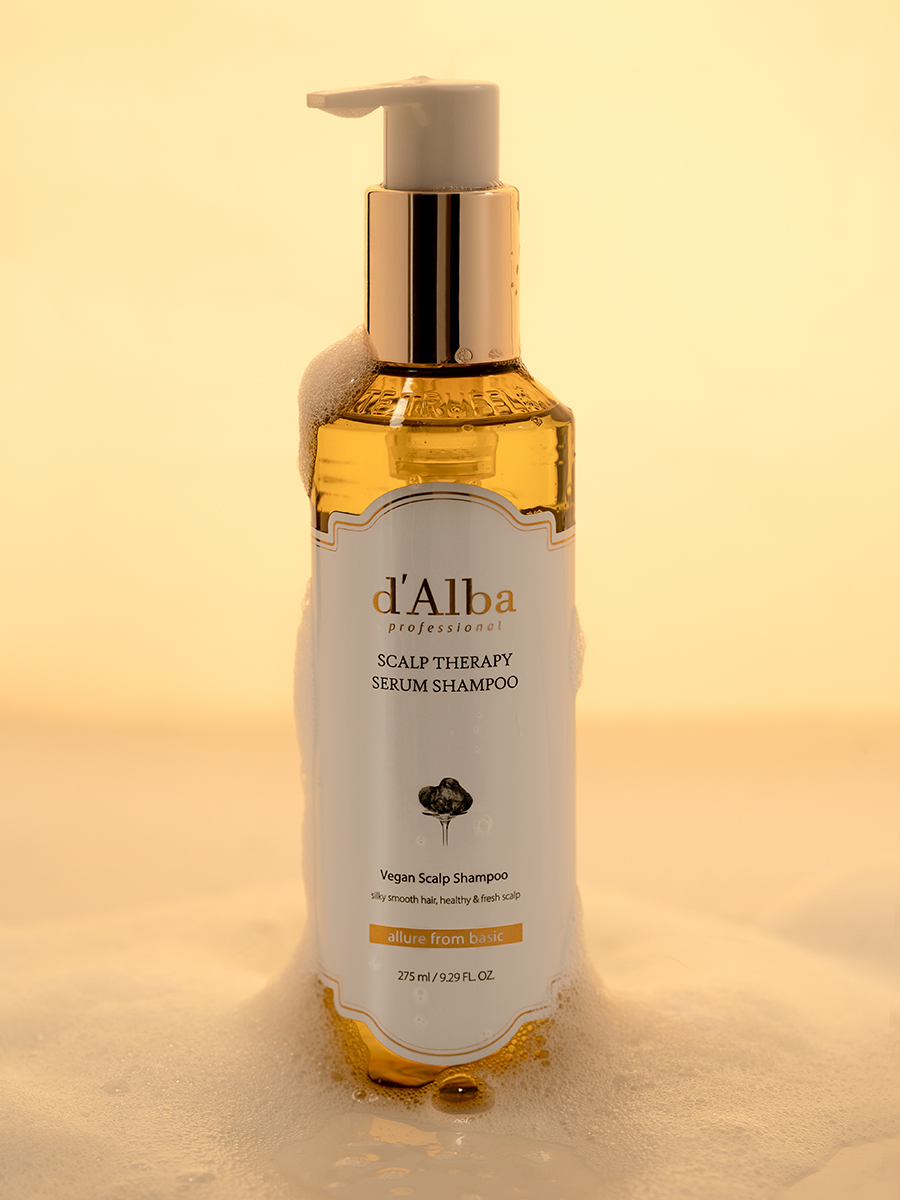 d'Alba
professional
SCALP THERAPY
SERUM SHAMPOO
Vegan Scalp Shampoo
silky smooth hair, healthy & fresh scalp
allure from basic
275 ml / 9.29 FL. OZ.